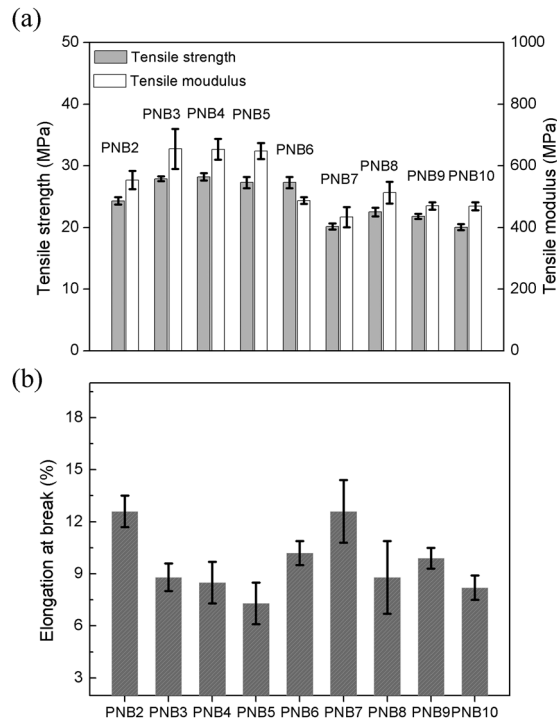 (a)
50
40
30
20
10
0
Tensile strength (MPa)
1000
800
600
400
200
0
Tensile modulus (MPa)
Tensile strength
Tensile moudulus
PNB2
PNB3
PNB4
PNB5
PNB6
PNB7
PNB8
PNB9
PNB10
(b)
18
15
12
9
6
3
Elongation at break (%)
PNB2 PNB3 PNB4 PNB5 PNB6 PNB7 PNB8 PNB9 PNB10